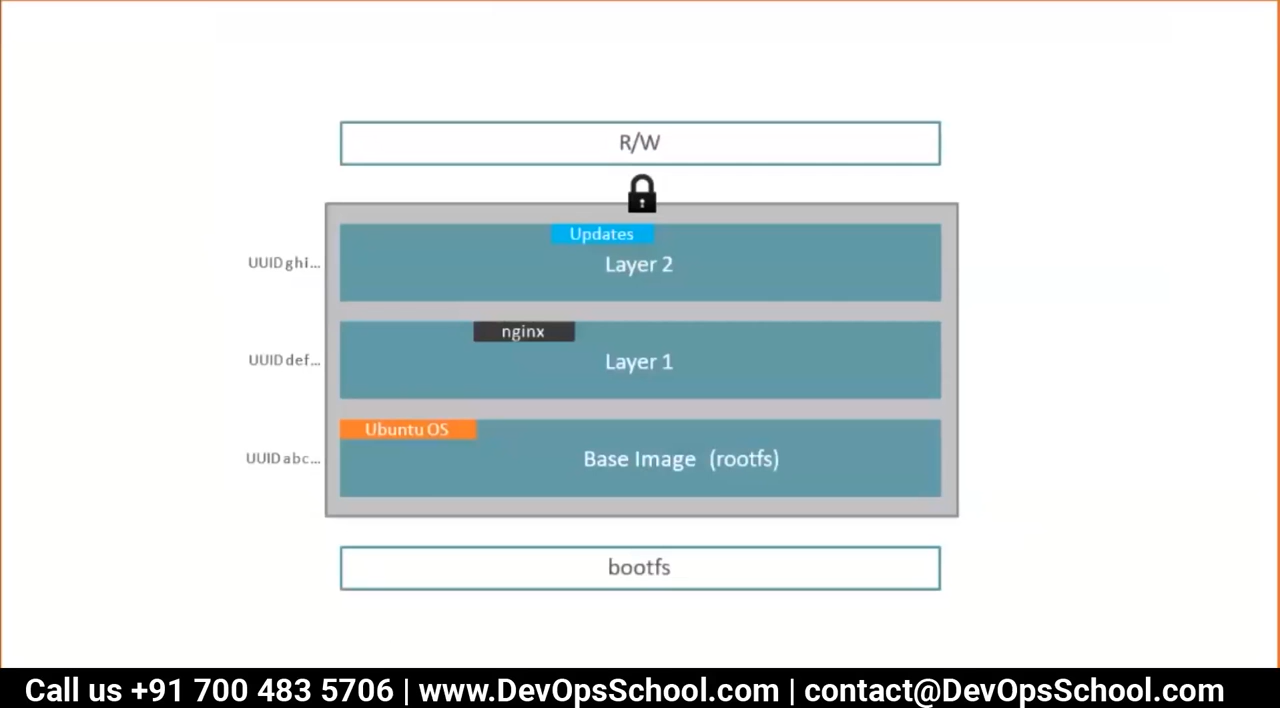 R/W
Updates
UUID ghi... Layer 2
nginx
UUID def... Layer 1
Ubuntu OS
UUID abc... Base Image (rootfs)
bootfs
Call us +91 700 483 5706 | www.DevOpsSchool.com | contact@DevOpsSchool.com